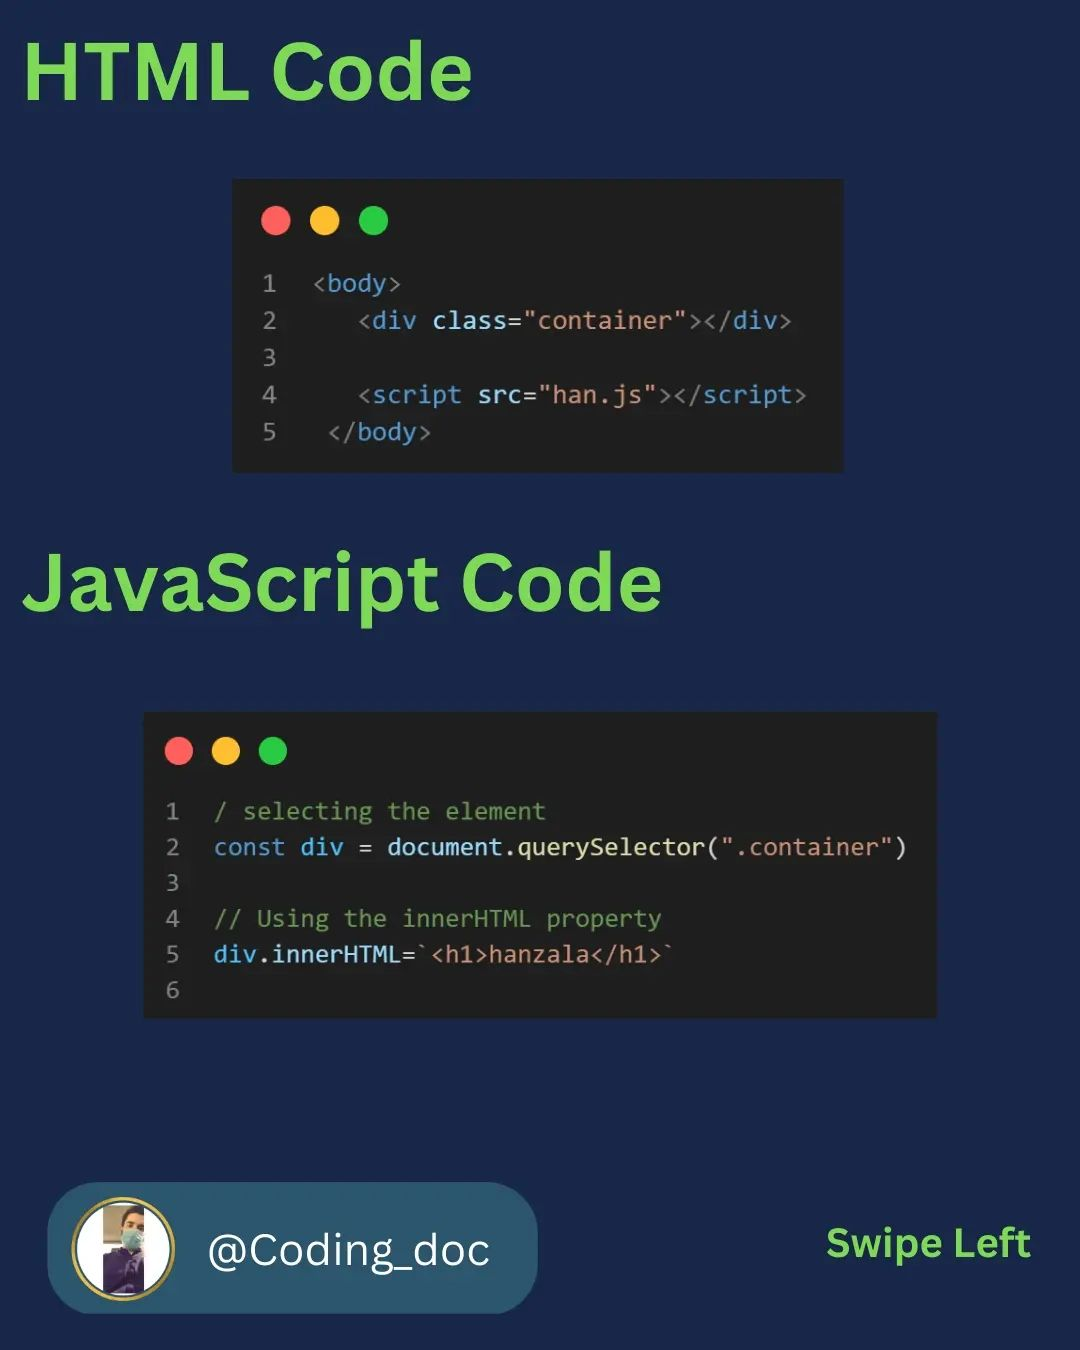 HTML Code
1 <body>
2    <div class="container"></div>
3
4    <script src="han.js"></script>
5  </body>
JavaScript Code
1 / selecting the element
2 const div = document.querySelector(".container")
3
4 // Using the innerHTML property
5 div.innerHTML=`<h1>hanzala</h1>`
6
@Coding_doc
Swipe Left